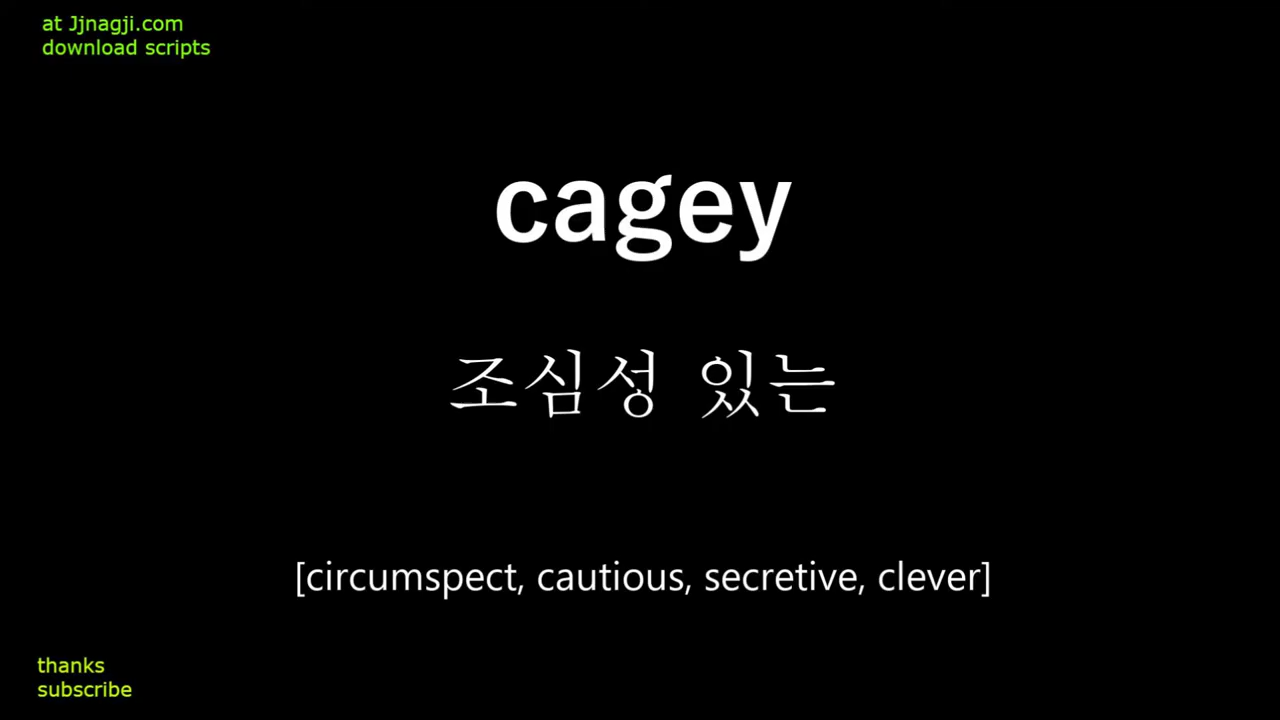 at Jjnagji.com
download scripts
cagey
조심성 있는
[circumspect, cautious, secretive, clever]
thanks
subscribe